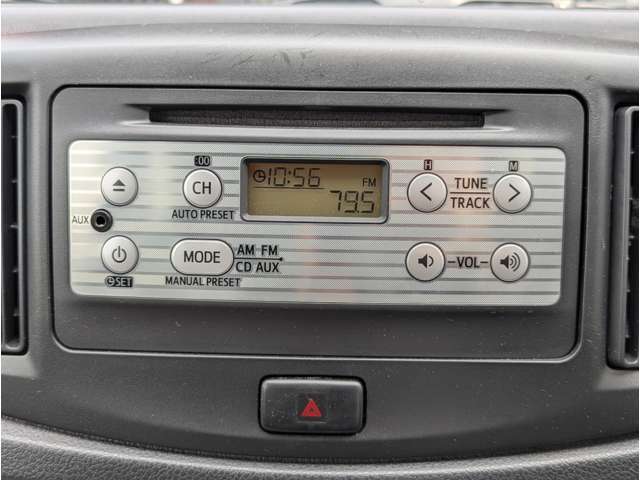 :00
CH
AUTO PRESET
10:56
FM
79.5
H
M
TUNE
TRACK
AUX
MODE
AM FM
CD AUX
MANUAL PRESET
SET
-VOL-